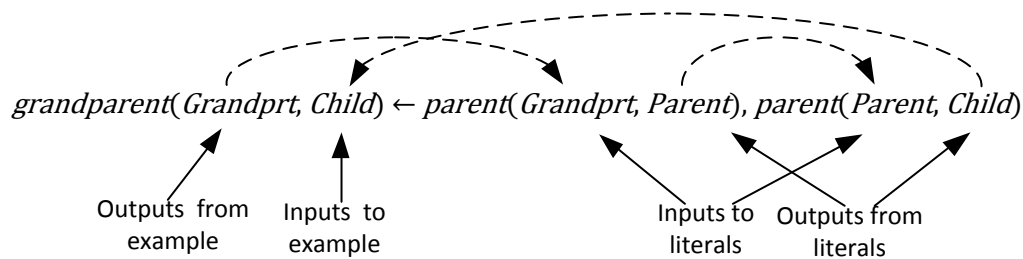 grandparent(Grandprt, Child) ← parent(Grandprt, Parent), parent(Parent, Child)
Outputs from
example
Inputs to
example
Inputs to
literals
Outputs from
literals